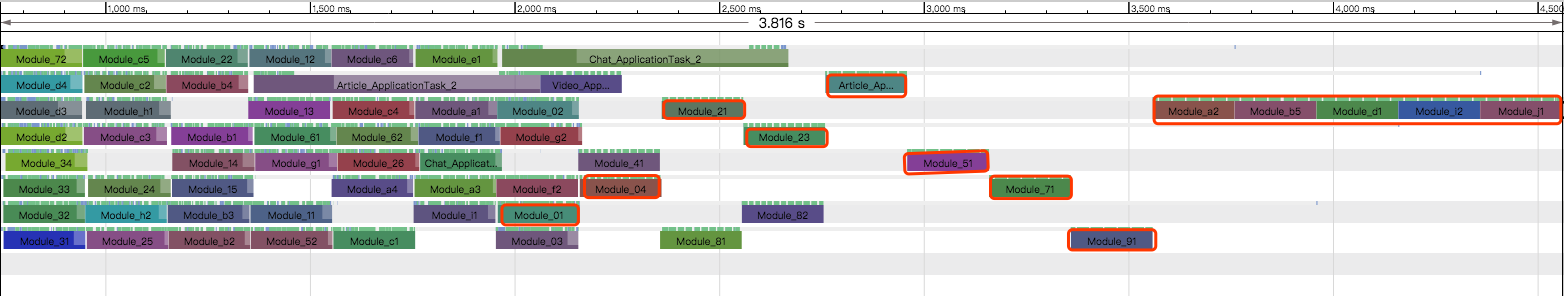 1,000 ms 1,500 ms 2,000 ms 2,500 ms 3,000 ms 3,500 ms 4,000 ms 4,500
3.816 s
Module_72 Module_c5 Module_22 Module_12 Module_c6 Module_e1 Chat_ApplicationTask_2
Module_d4 Module_c2 Module_b4 Article_ApplicationTask_2 Video_App... Article_Ap...
Module_d3 Module_h1 Module_13 Module_c4 Module_a1 Module_02 Module_21 Module_a2 Module_b5 Module_d1 Module_i2 Module_j1
Module_d2 Module_c3 Module_b1 Module_61 Module_62 Module_f1 Module_g2 Module_23
Module_34 Module_14 Module_g1 Module_26 Chat_Applicat... Module_41 Module_51
Module_33 Module_24 Module_15 Module_a4 Module_a3 Module_f2 Module_04 Module_71
Module_32 Module_h2 Module_b3 Module_11 Module_i1 Module_01 Module_82
Module_31 Module_25 Module_b2 Module_52 Module_c1 Module_03 Module_81 Module_91